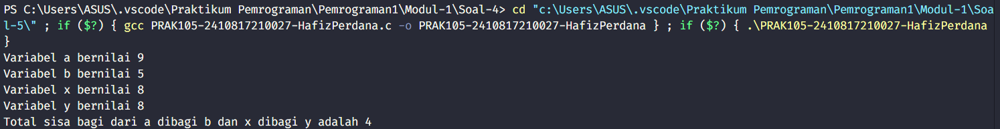 PS C:\Users\ASUS\.vscode\Praktikum Pemrograman\Pemrograman1\Modul-1\Soal-4> cd "c:\Users\ASUS\.vscode\Praktikum Pemrograman\Pemrograman1\Modul-1\Soa
l-5\" ; if ($?) { gcc PRAK105-2410817210027-HafizPerdana.c -o PRAK105-2410817210027-HafizPerdana } ; if ($?) { .\PRAK105-2410817210027-HafizPerdana
}
Variabel a bernilai 9
Variabel b bernilai 5
Variabel x bernilai 8
Variabel y bernilai 8
Total sisa bagi dari a dibagi b dan x dibagi y adalah 4